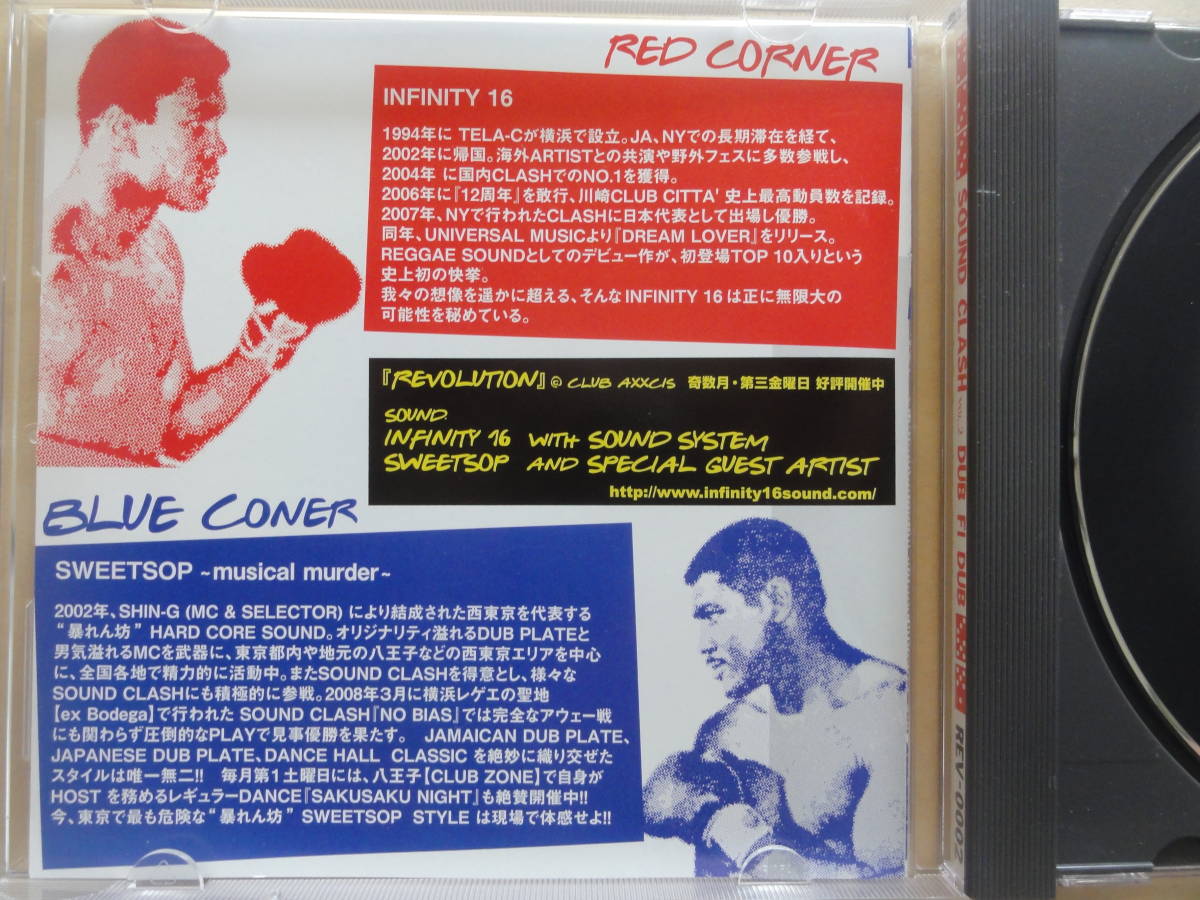 RED CORNER
INFINITY 16
1994年に TELA-Cが横浜で設立。JA、NYでの長期滞在を経て、
2002年に帰国。海外ARTISTとの共演や野外フェスに多数参戦し、
2004年 に国内CLASHでのNO.1を獲得。
2006年に『12周年』を敢行、川崎CLUB CITTA' 史上最高動員数を記録。
2007年、NYで行われたCLASHに日本代表として出場し優勝。
同年、UNIVERSAL MUSICより『DREAM LOVER』をリリース。
REGGAE SOUNDとしてのデビュー作が、初登場TOP 10入りという
史上初の快挙。
我々の想像を遥かに超える、そんなINFINITY 16は正に無限大の
可能性を秘めている。
『REVOLUTION』@ CLUB AXXCIS 奇数月・第三金曜日 好評開催中
SOUND
INFINITY 16 WITH SOUND SYSTEM
SWEETSOP AND SPECIAL GUEST ARTIST
http://www.infinity16sound.com/
BLUE CONER
SWEETSOP ~musical murder~
2002年、SHIN-G (MC & SELECTOR) により結成された西東京を代表する
“暴れん坊” HARD CORE SOUND。オリジナリティ溢れるDUB PLATEと
男気溢れるMCを武器に、東京都内や地元の八王子などの西東京エリアを中心
に、全国各地で精力的に活動中。またSOUND CLASHを得意とし、様々な
SOUND CLASHにも積極的に参戦。2008年3月に横浜レゲエの聖地
【ex Bodega】で行われた SOUND CLASH『NO BIAS』では完全なアウェー戦
にも関わらず圧倒的なPLAYで見事優勝を果たす。 JAMAICAN DUB PLATE、
JAPANESE DUB PLATE、DANCE HALL CLASSIC を絶妙に織り交ぜた
スタイルは唯一無二!! 毎月第1土曜日には、八王子【CLUB ZONE】で自身が
HOST を務めるレギュラーDANCE『SAKUSAKU NIGHT』も絶賛開催中!!
今、東京で最も危険な“暴れん坊” SWEETSOP STYLE は現場で体感せよ!!
SOUND CLASH VOL.2 DUB FI DUB
REV-0002